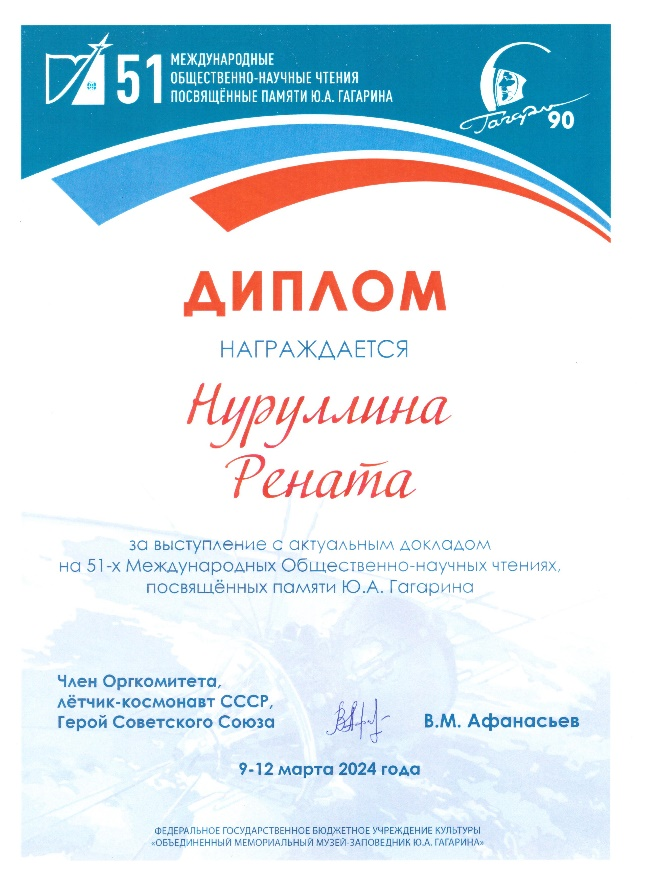 51
МЕЖДУНАРОДНЫЕ
ОБЩЕСТВЕННО-НАУЧНЫЕ ЧТЕНИЯ
ПОСВЯЩЁННЫЕ ПАМЯТИ Ю.А. ГАГАРИНА
Гагарин
90
ДИПЛОМ
НАГРАЖДАЕТСЯ
Нуруллина
Рената
за выступление с актуальным докладом
на 51-х Международных Общественно-научных чтениях,
посвящённых памяти Ю.А. Гагарина
Член Оргкомитета,
лётчик-космонавт СССР,
Герой Советского Союза
В.М. Афанасьев
9-12 марта 2024 года
ФЕДЕРАЛЬНОЕ ГОСУДАРСТВЕННОЕ БЮДЖЕТНОЕ УЧРЕЖДЕНИЕ КУЛЬТУРЫ
«ОБЪЕДИНЕННЫЙ МЕМОРИАЛЬНЫЙ МУЗЕЙ-ЗАПОВЕДНИК Ю.А. ГАГАРИНА»